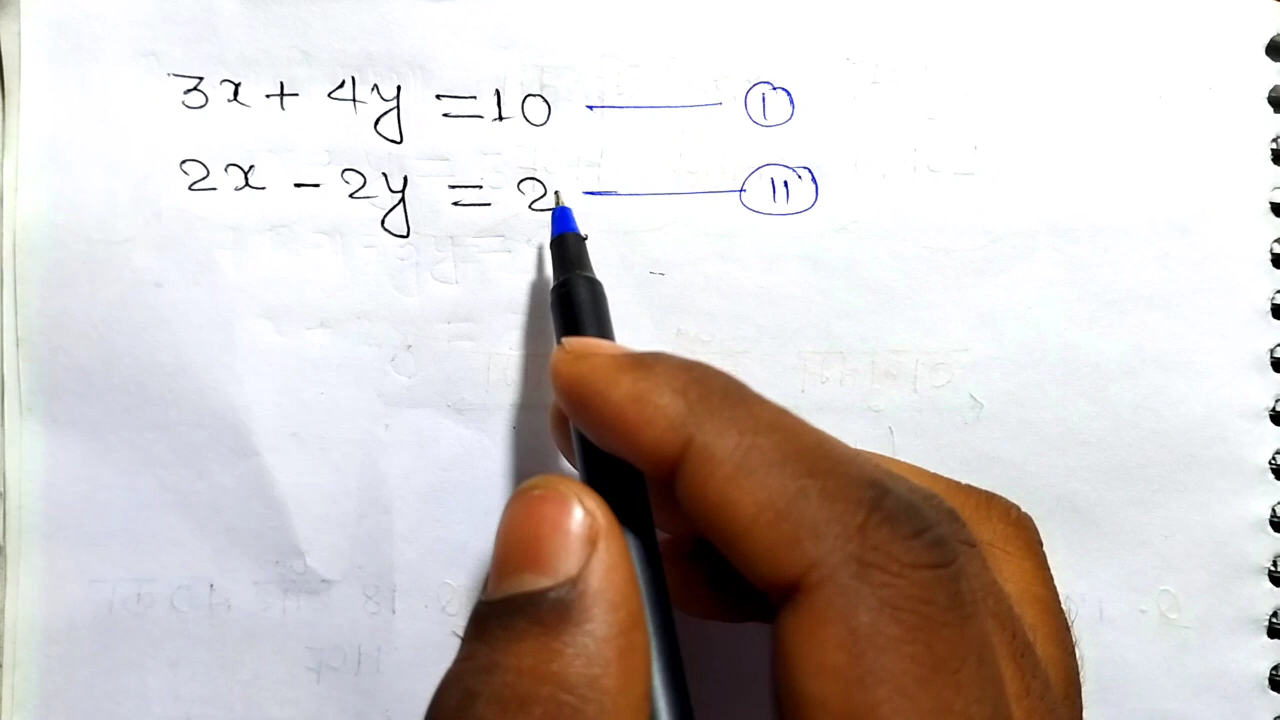 3x + 4y = 10 ——— I
2x - 2y = 2 ——— II